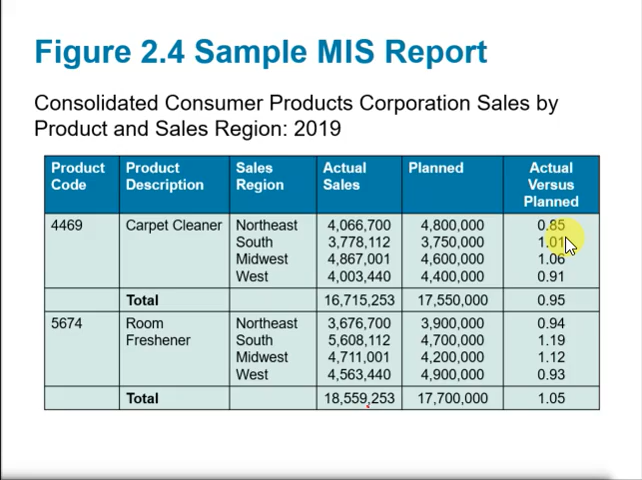 Figure 2.4 Sample MIS Report
Consolidated Consumer Products Corporation Sales by
Product and Sales Region: 2019
Product Code Product Description Sales Region Actual Sales Planned Actual Versus Planned
4469 Carpet Cleaner Northeast 4,066,700 4,800,000 0.85
South 3,778,112 3,750,000 1.01
Midwest 4,867,001 4,600,000 1.06
West 4,003,440 4,400,000 0.91
Total 16,715,253 17,550,000 0.95
5674 Room Northeast 3,676,700 3,900,000 0.94
Freshener South 5,608,112 4,700,000 1.19
Midwest 4,711,001 4,200,000 1.12
West 4,563,440 4,900,000 0.93
Total 18,559,253 17,700,000 1.05